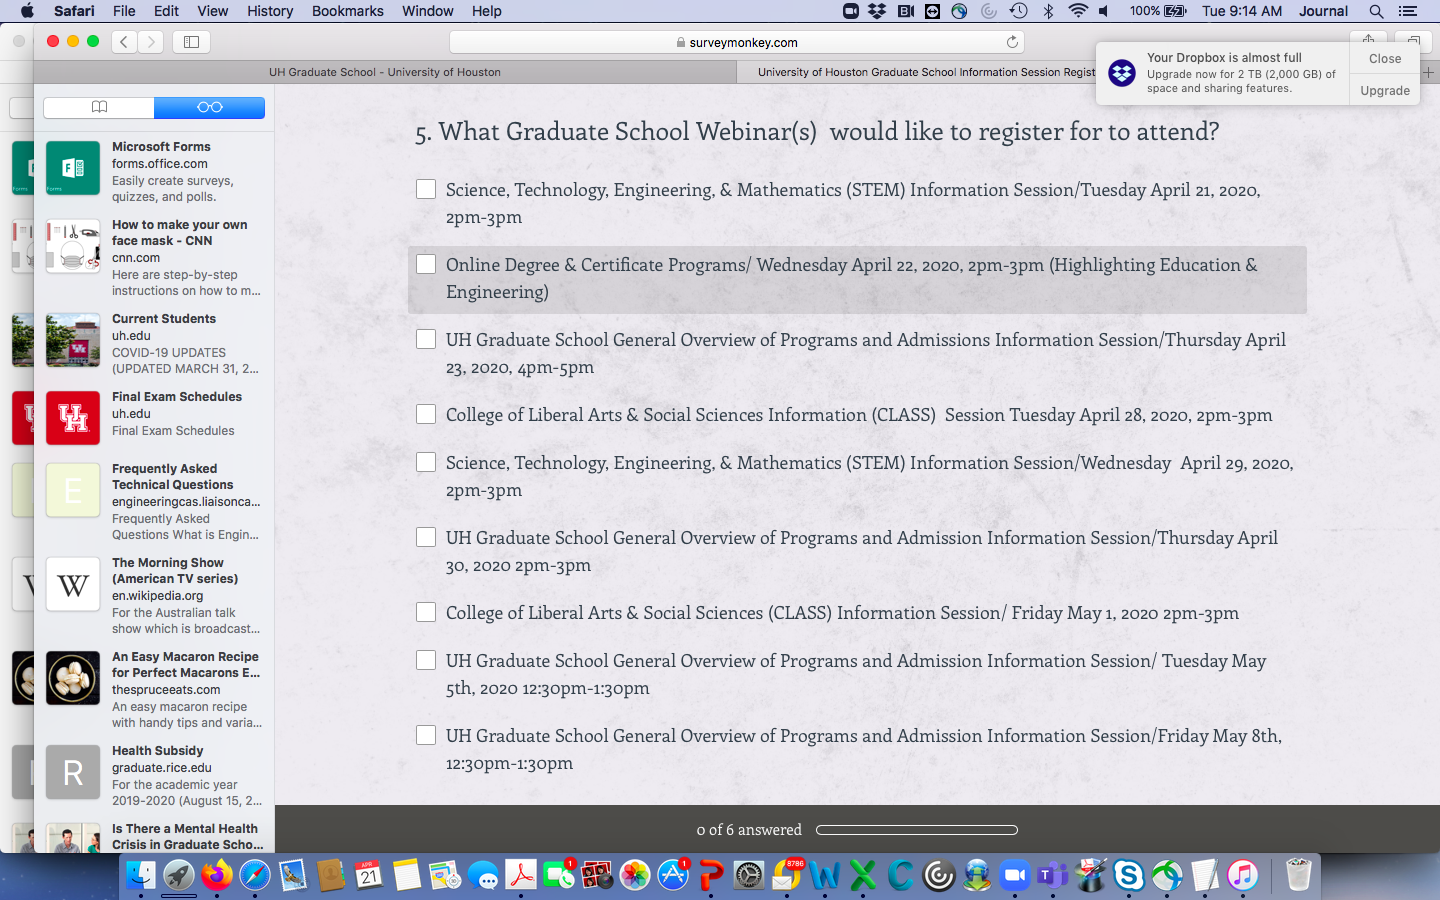 Safari File Edit View History Bookmarks Window Help 100% Tue 9:14 AM Journal
surveymonkey.com
UH Graduate School - University of Houston
University of Houston Graduate School Information Session Regist
Your Dropbox is almost full
Upgrade now for 2 TB (2,000 GB) of
space and sharing features.
Close
Upgrade
Microsoft Forms
forms.office.com
Easily create surveys,
quizzes, and polls.
How to make your own
face mask - CNN
cnn.com
Here are step-by-step
instructions on how to m...
Current Students
uh.edu
COVID-19 UPDATES
(UPDATED MARCH 31, 2...
Final Exam Schedules
uh.edu
Final Exam Schedules
E
Frequently Asked
Technical Questions
engineeringcas.liaisonca...
Frequently Asked
Questions What is Engin...
W
The Morning Show
(American TV series)
en.wikipedia.org
For the Australian talk
show which is broadcast...
An Easy Macaron Recipe
for Perfect Macarons E...
thespruceeats.com
An easy macaron recipe
with handy tips and varia...
R
Health Subsidy
graduate.rice.edu
For the academic year
2019-2020 (August 15, 2...
Is There a Mental Health
Crisis in Graduate Scho...
5. What Graduate School Webinar(s)  would like to register for to attend?
Science, Technology, Engineering, & Mathematics (STEM) Information Session/Tuesday April 21, 2020,
2pm-3pm
Online Degree & Certificate Programs/ Wednesday April 22, 2020, 2pm-3pm (Highlighting Education &
Engineering)
UH Graduate School General Overview of Programs and Admissions Information Session/Thursday April
23, 2020, 4pm-5pm
College of Liberal Arts & Social Sciences Information (CLASS)  Session Tuesday April 28, 2020, 2pm-3pm
Science, Technology, Engineering, & Mathematics (STEM) Information Session/Wednesday  April 29, 2020,
2pm-3pm
UH Graduate School General Overview of Programs and Admission Information Session/Thursday April
30, 2020 2pm-3pm
College of Liberal Arts & Social Sciences (CLASS) Information Session/ Friday May 1, 2020 2pm-3pm
UH Graduate School General Overview of Programs and Admission Information Session/ Tuesday May
5th, 2020 12:30pm-1:30pm
UH Graduate School General Overview of Programs and Admission Information Session/Friday May 8th,
12:30pm-1:30pm
0 of 6 answered
APR
21
1
1
8786